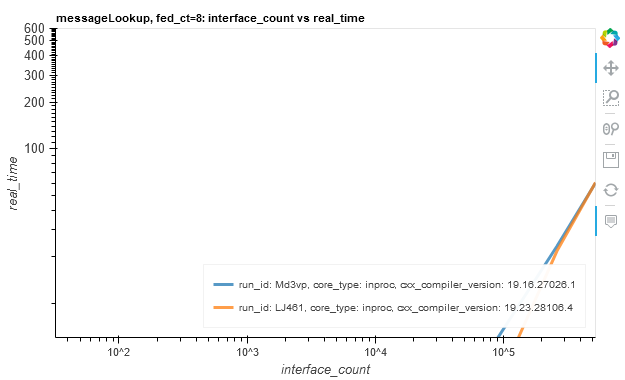 messageLookup, fed_ct=8: interface_count vs real_time
600
500
400
300
200
100
real_time
run_id: Md3vp, core_type: inproc, cxx_compiler_version: 19.16.27026.1
run_id: LJ461, core_type: inproc, cxx_compiler_version: 19.23.28106.4
10^2 10^3 10^4 10^5
interface_count